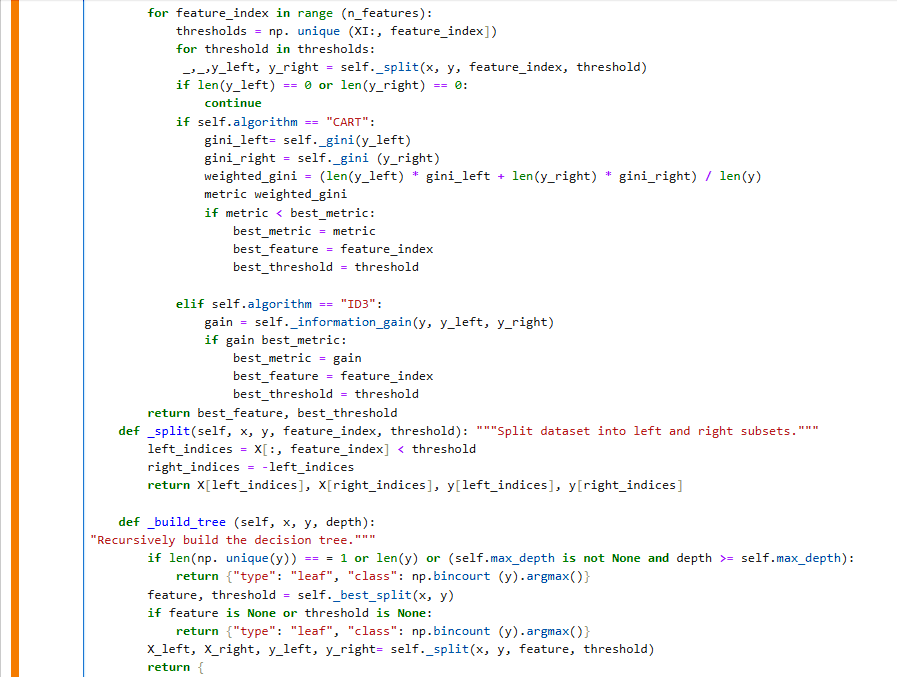 for feature_index in range (n_features):
thresholds = np. unique (XI:, feature_index])
for threshold in thresholds:
_,_,y_left, y_right = self._split(x, y, feature_index, threshold)
if len(y_left) == 0 or len(y_right) == 0:
continue
if self.algorithm == "CART":
gini_left= self._gini(y_left)
gini_right = self._gini (y_right)
weighted_gini = (len(y_left) * gini_left + len(y_right) * gini_right) / len(y)
metric weighted_gini
if metric < best_metric:
best_metric = metric
best_feature = feature_index
best_threshold = threshold
elif self.algorithm == "ID3":
gain = self._information_gain(y, y_left, y_right)
if gain best_metric:
best_metric = gain
best_feature = feature_index
best_threshold = threshold
return best_feature, best_threshold
def _split(self, x, y, feature_index, threshold): """Split dataset into left and right subsets."""
left_indices = X[:, feature_index] < threshold
right_indices = -left_indices
return X[left_indices], X[right_indices], y[left_indices], y[right_indices]
def _build_tree (self, x, y, depth):
"Recursively build the decision tree."""
if len(np. unique(y)) == = 1 or len(y) or (self.max_depth is not None and depth >= self.max_depth):
return {"type": "leaf", "class": np.bincourt (y).argmax()}
feature, threshold = self._best_split(x, y)
if feature is None or threshold is None:
return {"type": "leaf", "class": np.bincount (y).argmax()}
X_left, X_right, y_left, y_right= self._split(x, y, feature, threshold)
return {